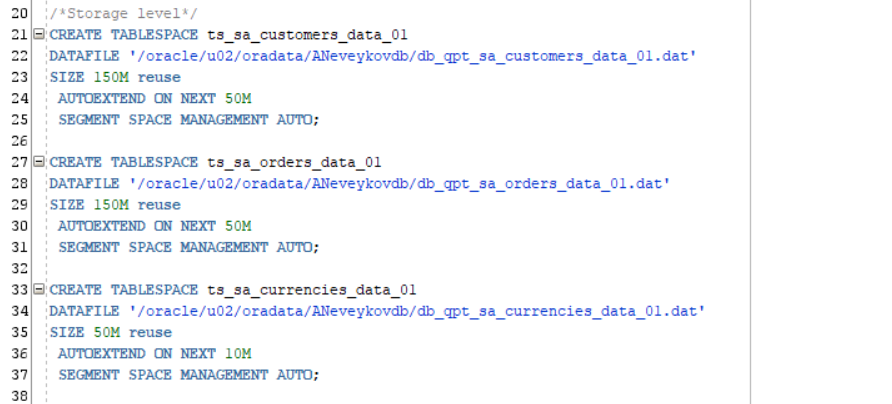 20 /*Storage level*/
21 CREATE TABLESPACE ts_sa_customers_data_01
22 DATAFILE '/oracle/u02/oradata/ANeveykovdb/db_qpt_sa_customers_data_01.dat'
23 SIZE 150M reuse
24 AUTOEXTEND ON NEXT 50M
25 SEGMENT SPACE MANAGEMENT AUTO;
26
27 CREATE TABLESPACE ts_sa_orders_data_01
28 DATAFILE '/oracle/u02/oradata/ANeveykovdb/db_qpt_sa_orders_data_01.dat'
29 SIZE 150M reuse
30 AUTOEXTEND ON NEXT 50M
31 SEGMENT SPACE MANAGEMENT AUTO;
32
33 CREATE TABLESPACE ts_sa_currencies_data_01
34 DATAFILE '/oracle/u02/oradata/ANeveykovdb/db_qpt_sa_currencies_data_01.dat'
35 SIZE 50M reuse
36 AUTOEXTEND ON NEXT 10M
37 SEGMENT SPACE MANAGEMENT AUTO;
38